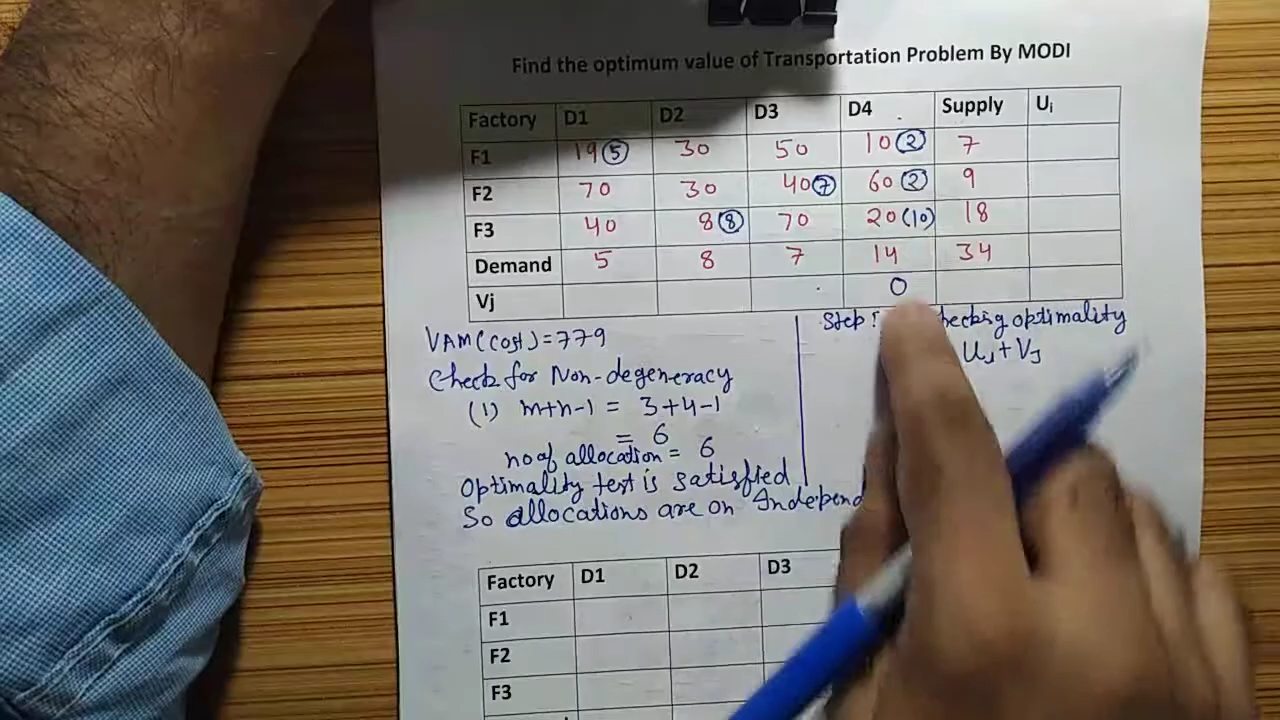 Find the optimum value of Transportation Problem By MODI
Factory D1 D2 D3 D4 Supply Ui
F1 19 (5) 30 50 10 (2) 7
F2 70 30 40 (7) 60 (2) 9
F3 40 8 (8) 70 20 (10) 18
Demand 5 8 7 14 34
Vj 0
VAM (cost) = 779
Check for Non-degeneracy
(1) m+n-1 = 3+4-1
= 6
no of allocation = 6
Optimality test is satisfied
So allocations are on Independ
Step checking optimality
+ VJ
Factory D1 D2 D3
F1
F2
F3